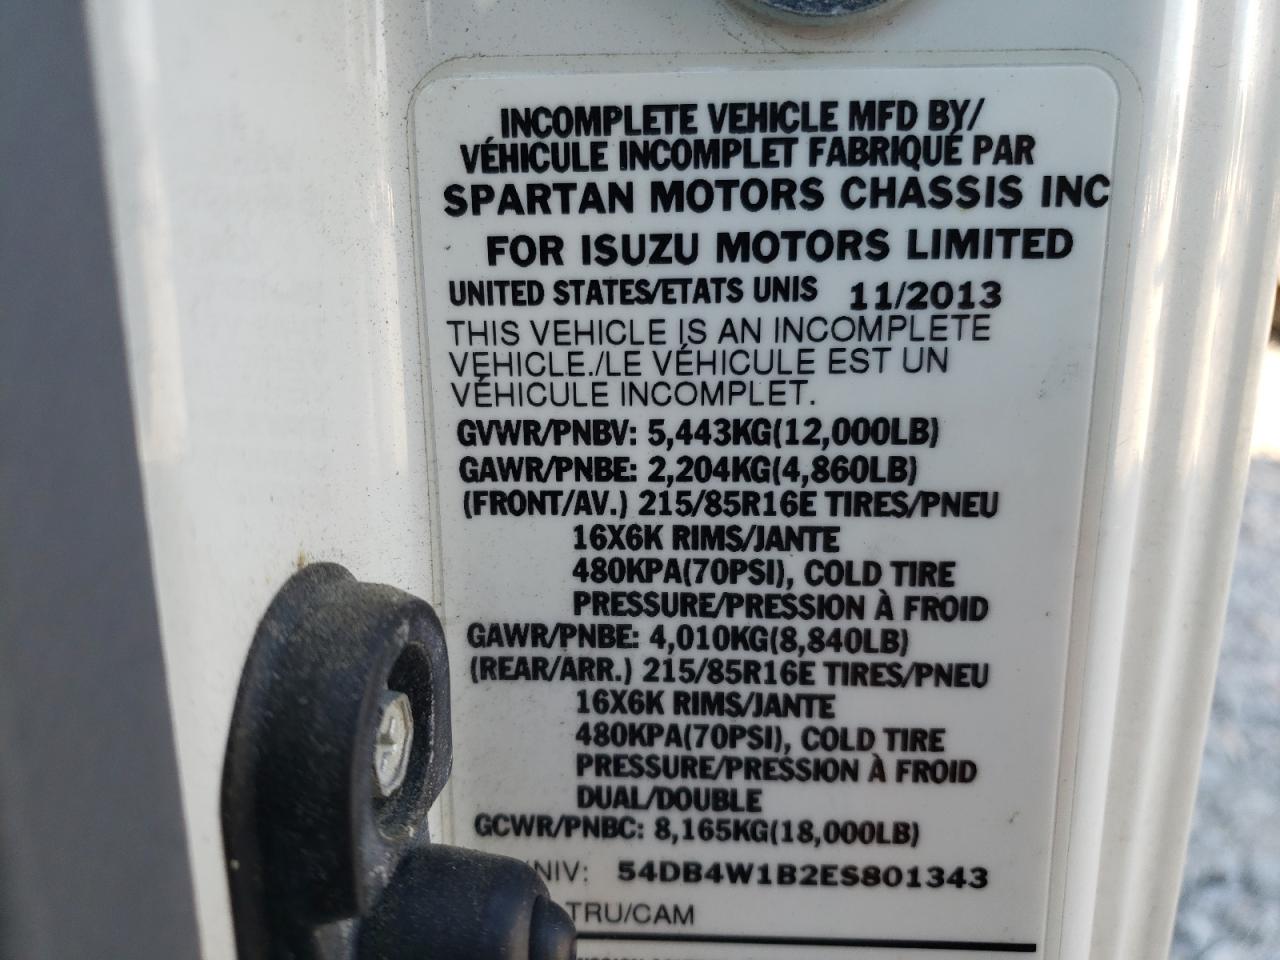 INCOMPLETE VEHICLE MFD BY/
VÉHICULE INCOMPLET FABRIQUÉ PAR
SPARTAN MOTORS CHASSIS INC
FOR ISUZU MOTORS LIMITED
UNITED STATES/ETATS UNIS 11/2013
THIS VEHICLE IS AN INCOMPLETE
VEHICLE./LE VÉHICULE EST UN
VÉHICULE INCOMPLET.
GVWR/PNBV: 5,443KG(12,000LB)
GAWR/PNBE: 2,204KG(4,860LB)
(FRONT/AV.) 215/85R16E TIRES/PNEU
16X6K RIMS/JANTE
480KPA(70PSI), COLD TIRE
PRESSURE/PRESSION À FROID
GAWR/PNBE: 4,010KG(8,840LB)
(REAR/ARR.) 215/85R16E TIRES/PNEU
16X6K RIMS/JANTE
480KPA(70PSI), COLD TIRE
PRESSURE/PRESSION À FROID
DUAL/DOUBLE
GCWR/PNBC: 8,165KG(18,000LB)
NIV: 54DB4W1B2ES801343
TRU/CAM